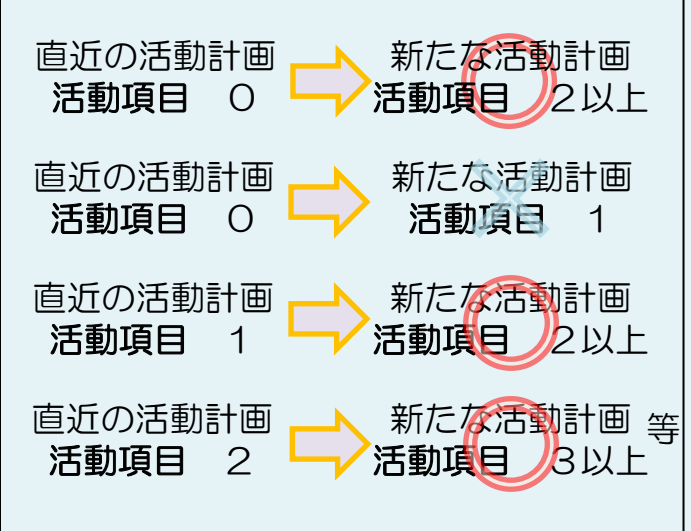 直近の活動計画
活動項目　０
新たな活動計画
活動項目　２以上
直近の活動計画
活動項目　０
新たな活動計画
活動項目　１
直近の活動計画
活動項目　１
新たな活動計画
活動項目　２以上
直近の活動計画
活動項目　２
新たな活動計画
活動項目　３以上
等